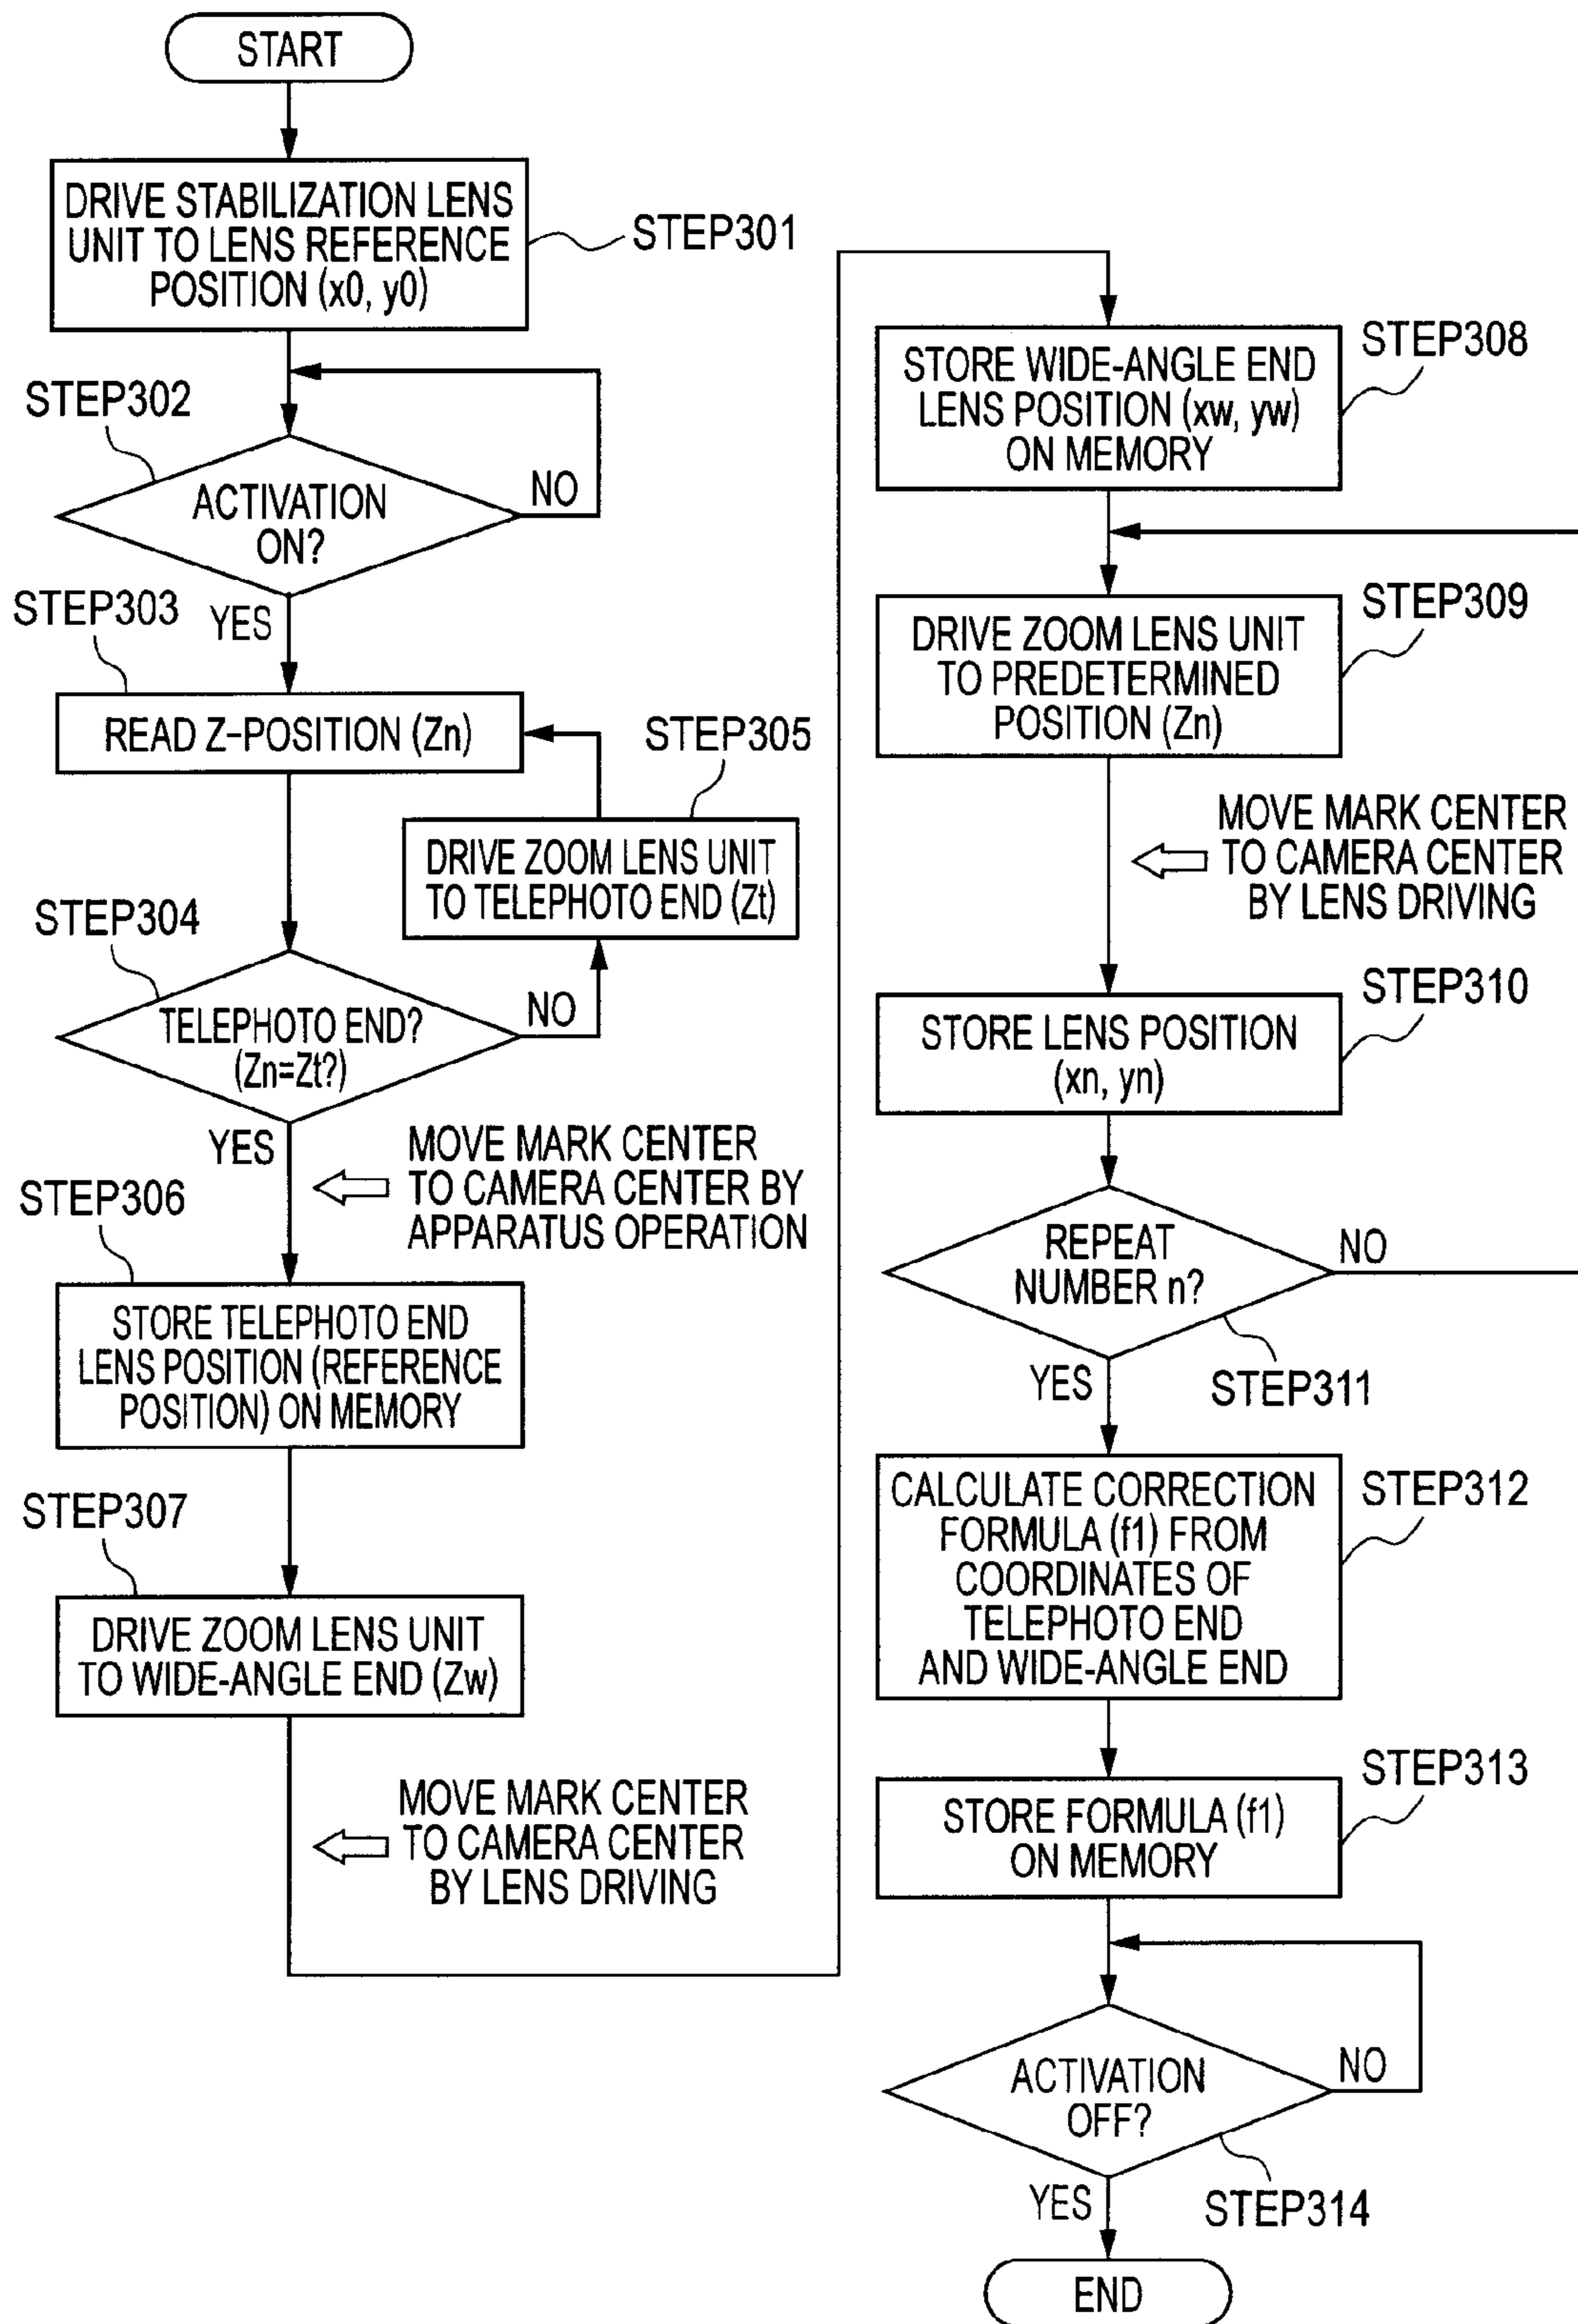 START
DRIVE STABILIZATION LENS
UNIT TO LENS REFERENCE
POSITION (x0, y0)
STEP301
STEP302
ACTIVATION
ON?
NO
YES
STEP303
READ Z-POSITION (Zn)
STEP305
DRIVE ZOOM LENS UNIT
TO TELEPHOTO END (Zt)
STEP304
TELEPHOTO END?
(Zn=Zt?)
NO
YES
MOVE MARK CENTER
TO CAMERA CENTER BY
APPARATUS OPERATION
STEP306
STORE TELEPHOTO END
LENS POSITION (REFERENCE
POSITION) ON MEMORY
STEP307
DRIVE ZOOM LENS UNIT
TO WIDE-ANGLE END (Zw)
MOVE MARK CENTER
TO CAMERA CENTER
BY LENS DRIVING
STEP308
STORE WIDE-ANGLE END
LENS POSITION (xw, yw)
ON MEMORY
STEP309
DRIVE ZOOM LENS UNIT
TO PREDETERMINED
POSITION (Zn)
MOVE MARK CENTER
TO CAMERA CENTER
BY LENS DRIVING
STEP310
STORE LENS POSITION
(xn, yn)
REPEAT
NUMBER n?
NO
YES
STEP311
CALCULATE CORRECTION
FORMULA (f1) FROM
COORDINATES OF
TELEPHOTO END
AND WIDE-ANGLE END
STEP312
STEP313
STORE FORMULA (f1)
ON MEMORY
ACTIVATION
OFF?
NO
YES
STEP314
END